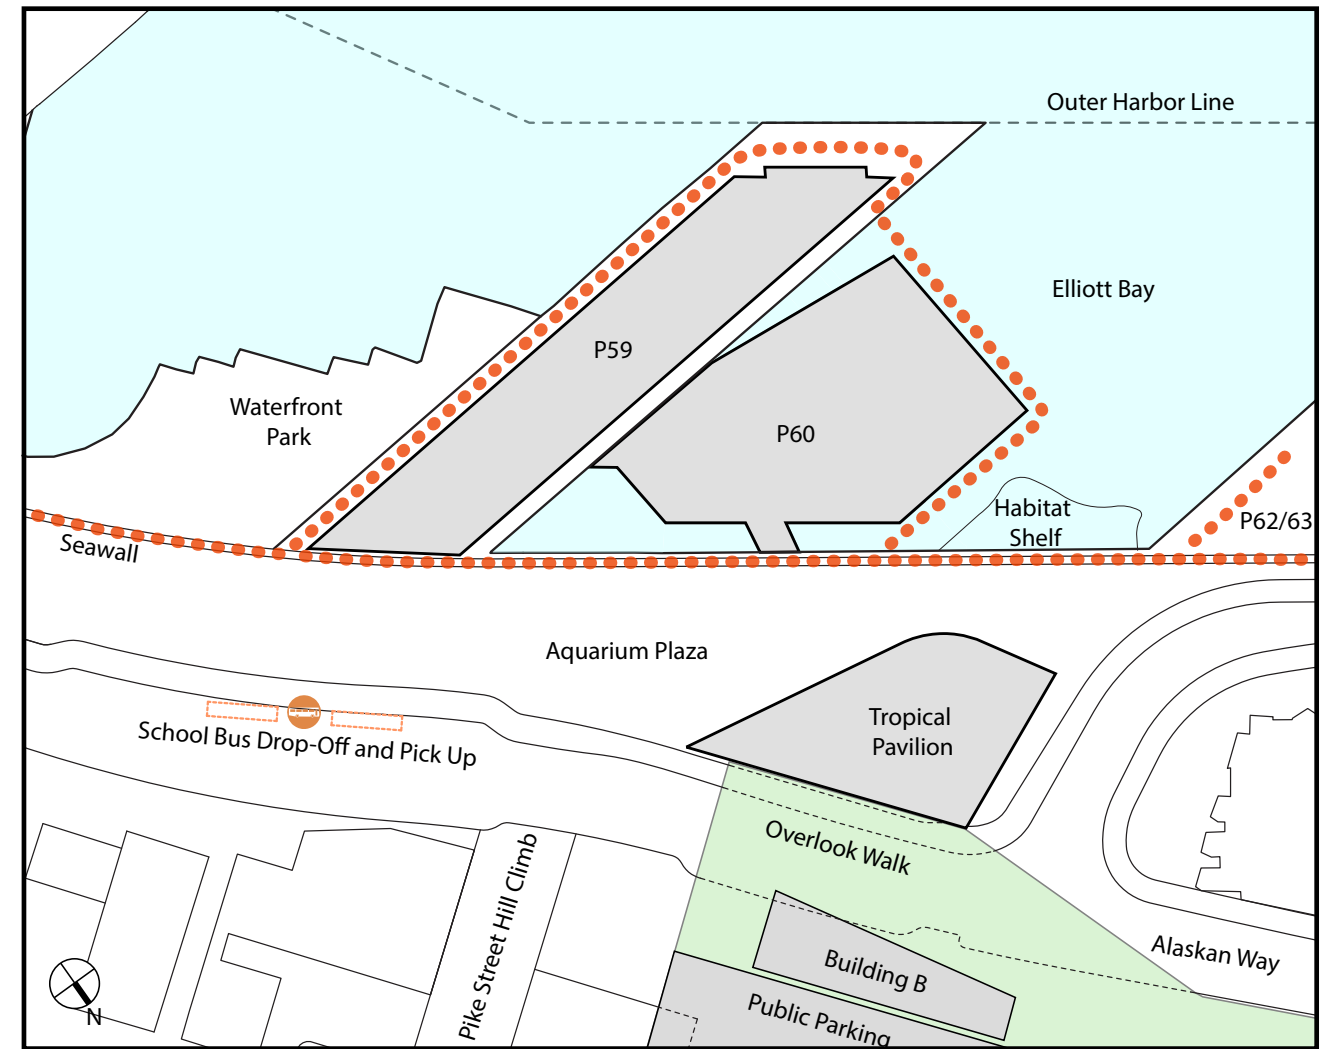 Outer Harbor Line
Elliott Bay
P59
Waterfront
Park
P60
Habitat
Shelf
P62/63
Seawall
Aquarium Plaza
Tropical
Pavilion
School Bus Drop-Off and Pick Up
Overlook Walk
Pike Street Hill Climb
Alaskan Way
Building B
Public Parking
N